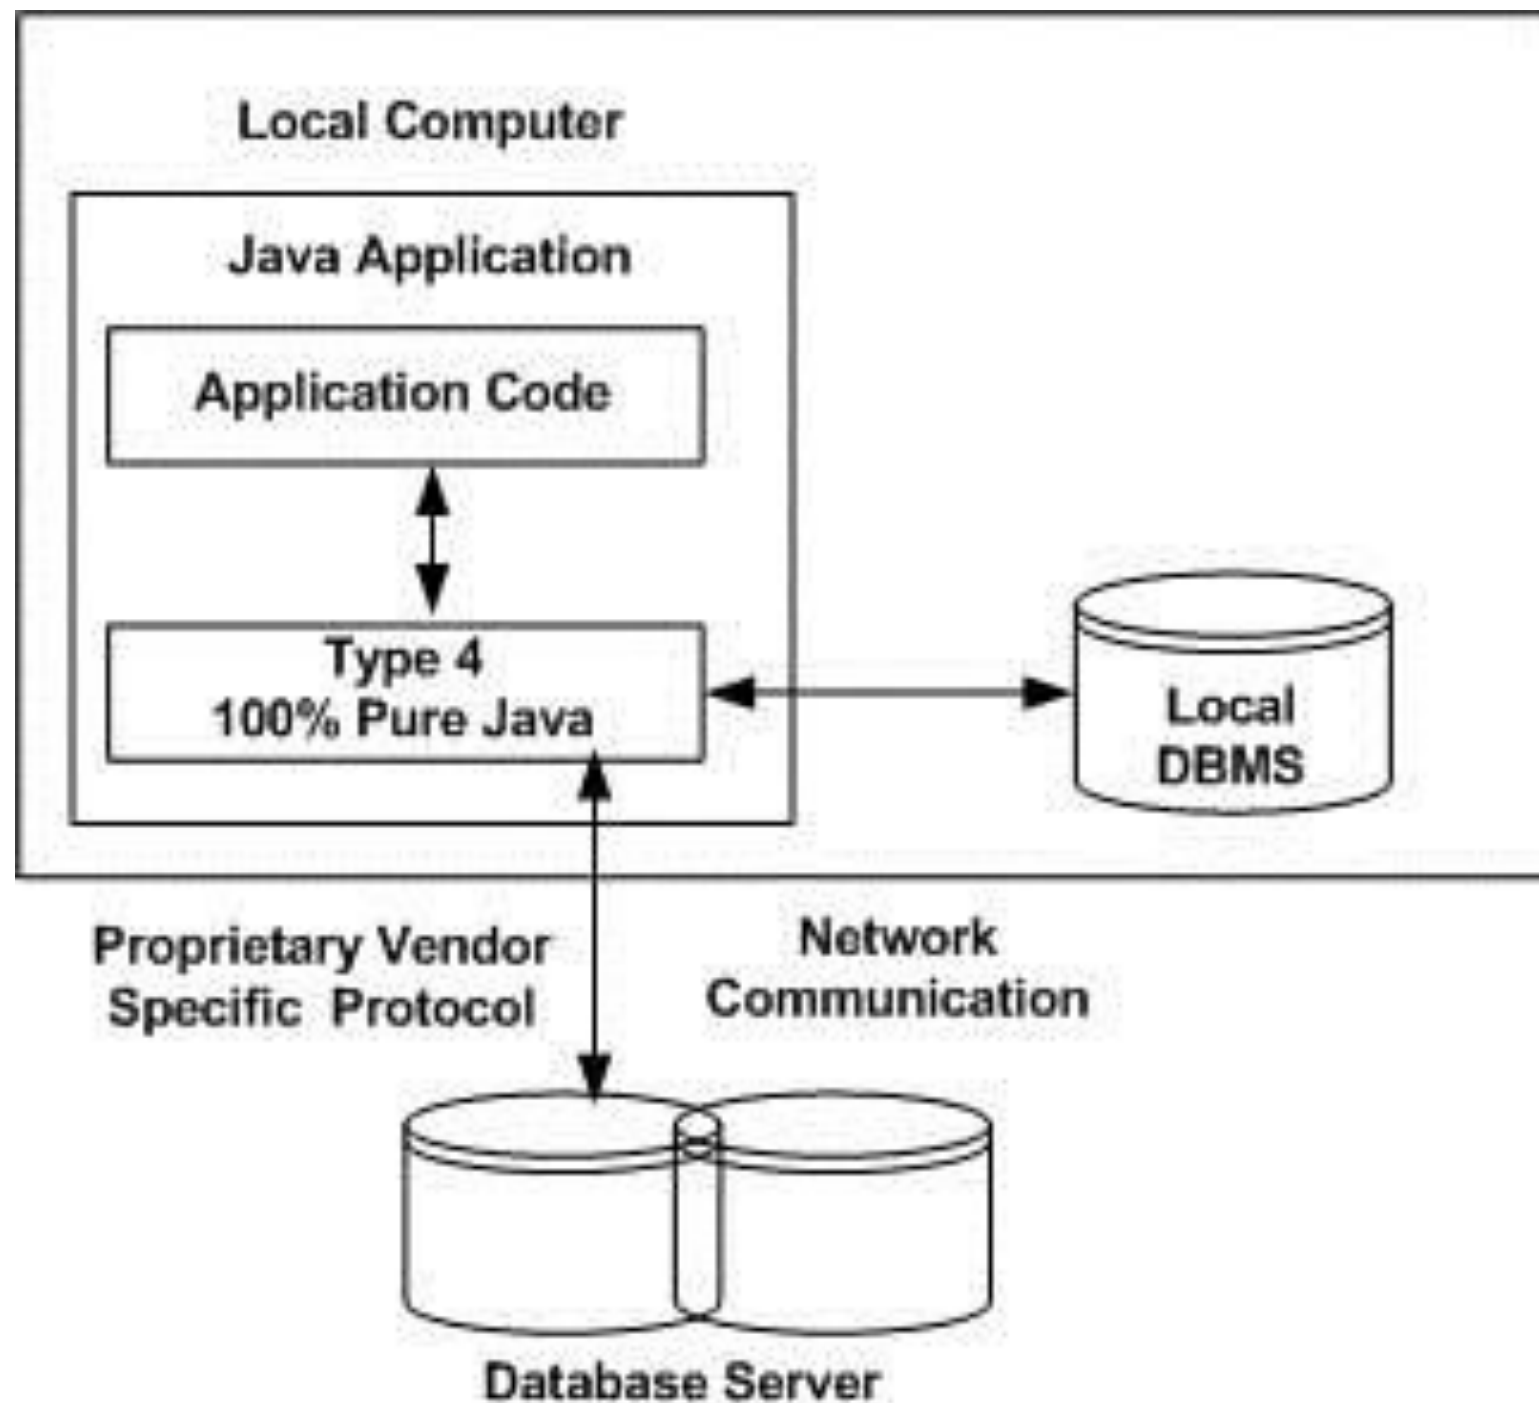 Local Computer
Java Application
Application Code
Type 4
100% Pure Java
Local
DBMS
Proprietary Vendor
Specific Protocol
Network
Communication
Database Server